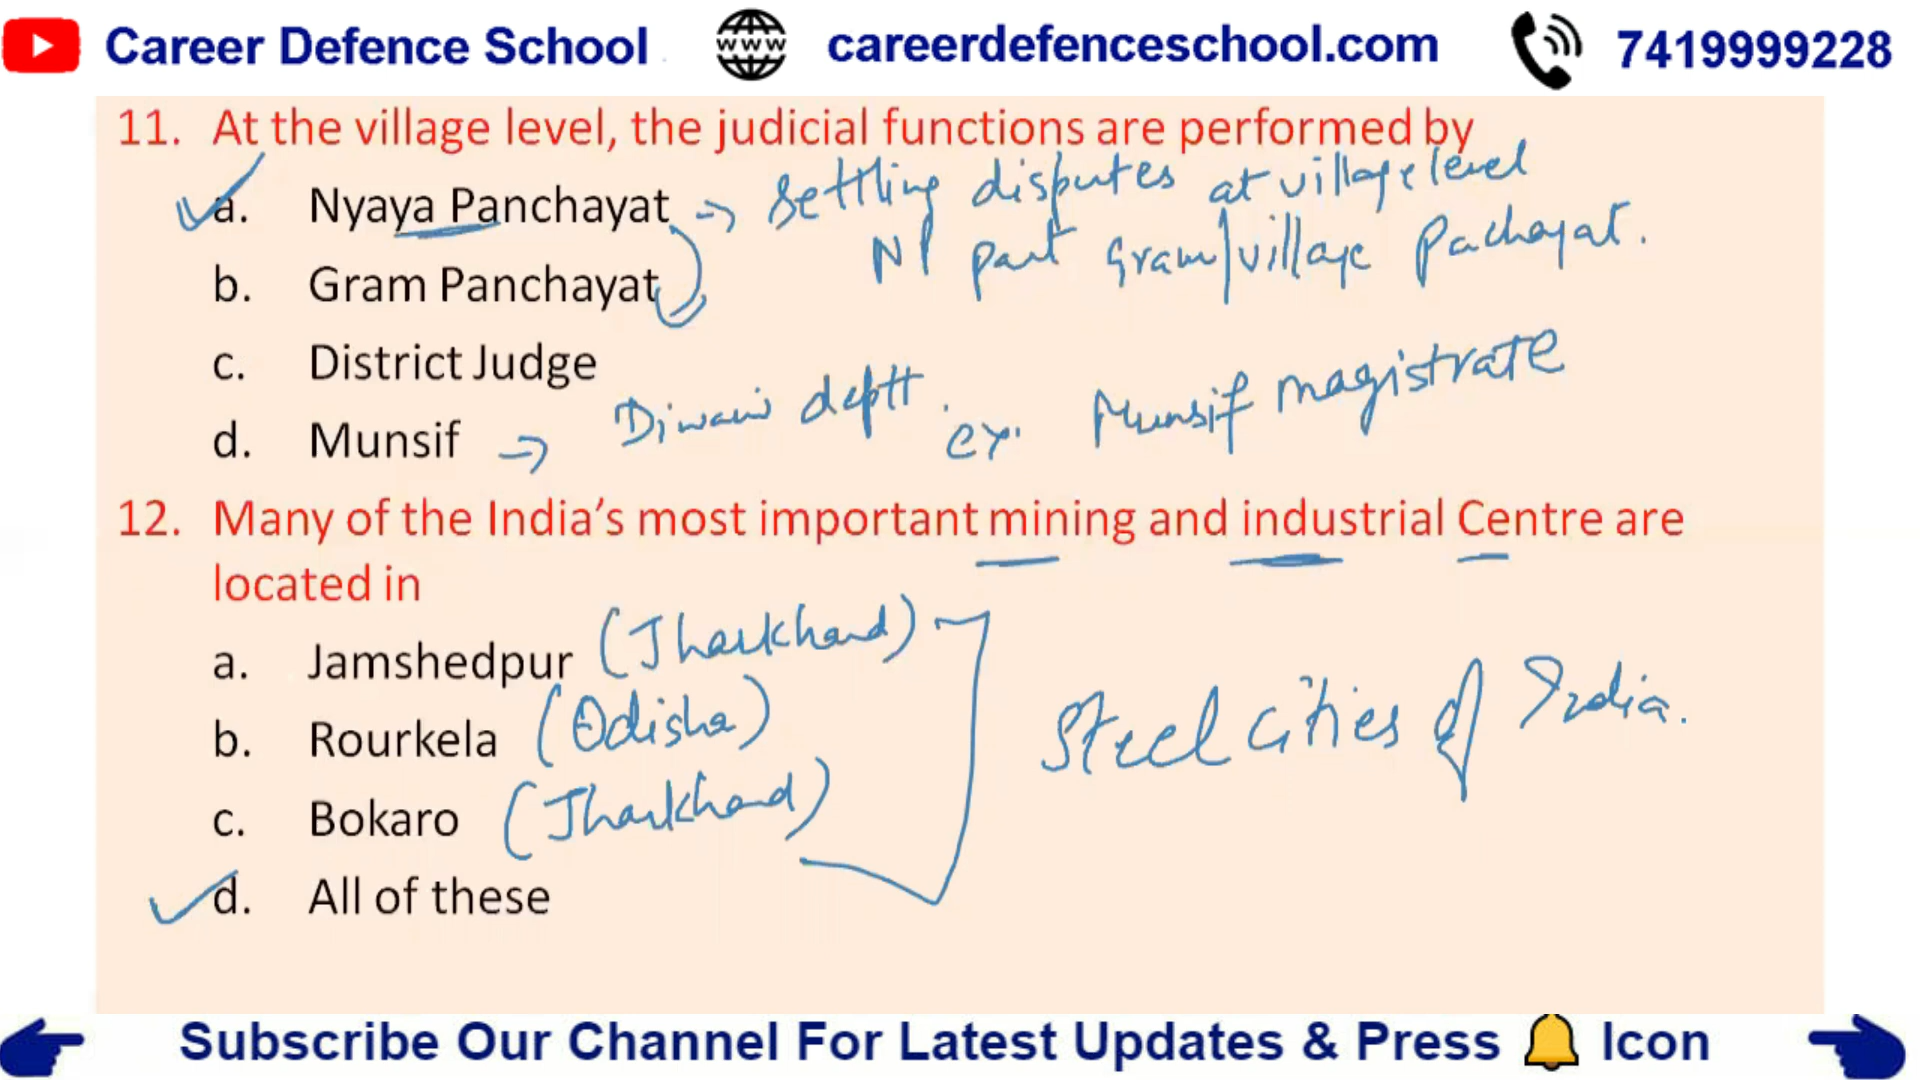 Career Defence School www careerdefenceschool.com 7419999228
11. At the village level, the judicial functions are performed by
a. Nyaya Panchayat → Settling disputes at village level
NP part Gram/village Pachayat.
b. Gram Panchayat
c. District Judge
d. Munsif → Diwani deptt. ex. Munsif magistrate
12. Many of the India's most important mining and industrial Centre are
located in
a. Jamshedpur (Jharkhand)
b. Rourkela (Odisha) Steel cities of India.
c. Bokaro (Jharkhand)
d. All of these
Subscribe Our Channel For Latest Updates & Press Icon